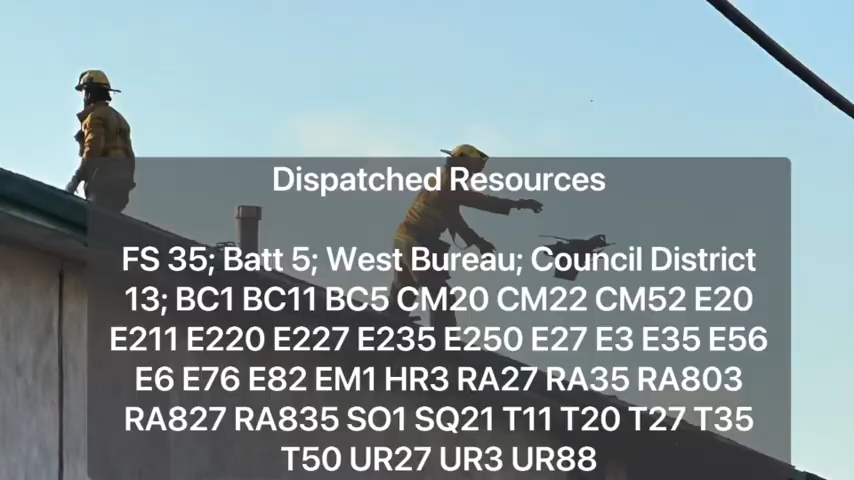 Dispatched Resources
FS 35; Batt 5; West Bureau; Council District
13; BC1 BC11 BC5 CM20 CM22 CM52 E20
E211 E220 E227 E235 E250 E27 E3 E35 E56
E6 E76 E82 EM1 HR3 RA27 RA35 RA803
RA827 RA835 SO1 SQ21 T11 T20 T27 T35
T50 UR27 UR3 UR88